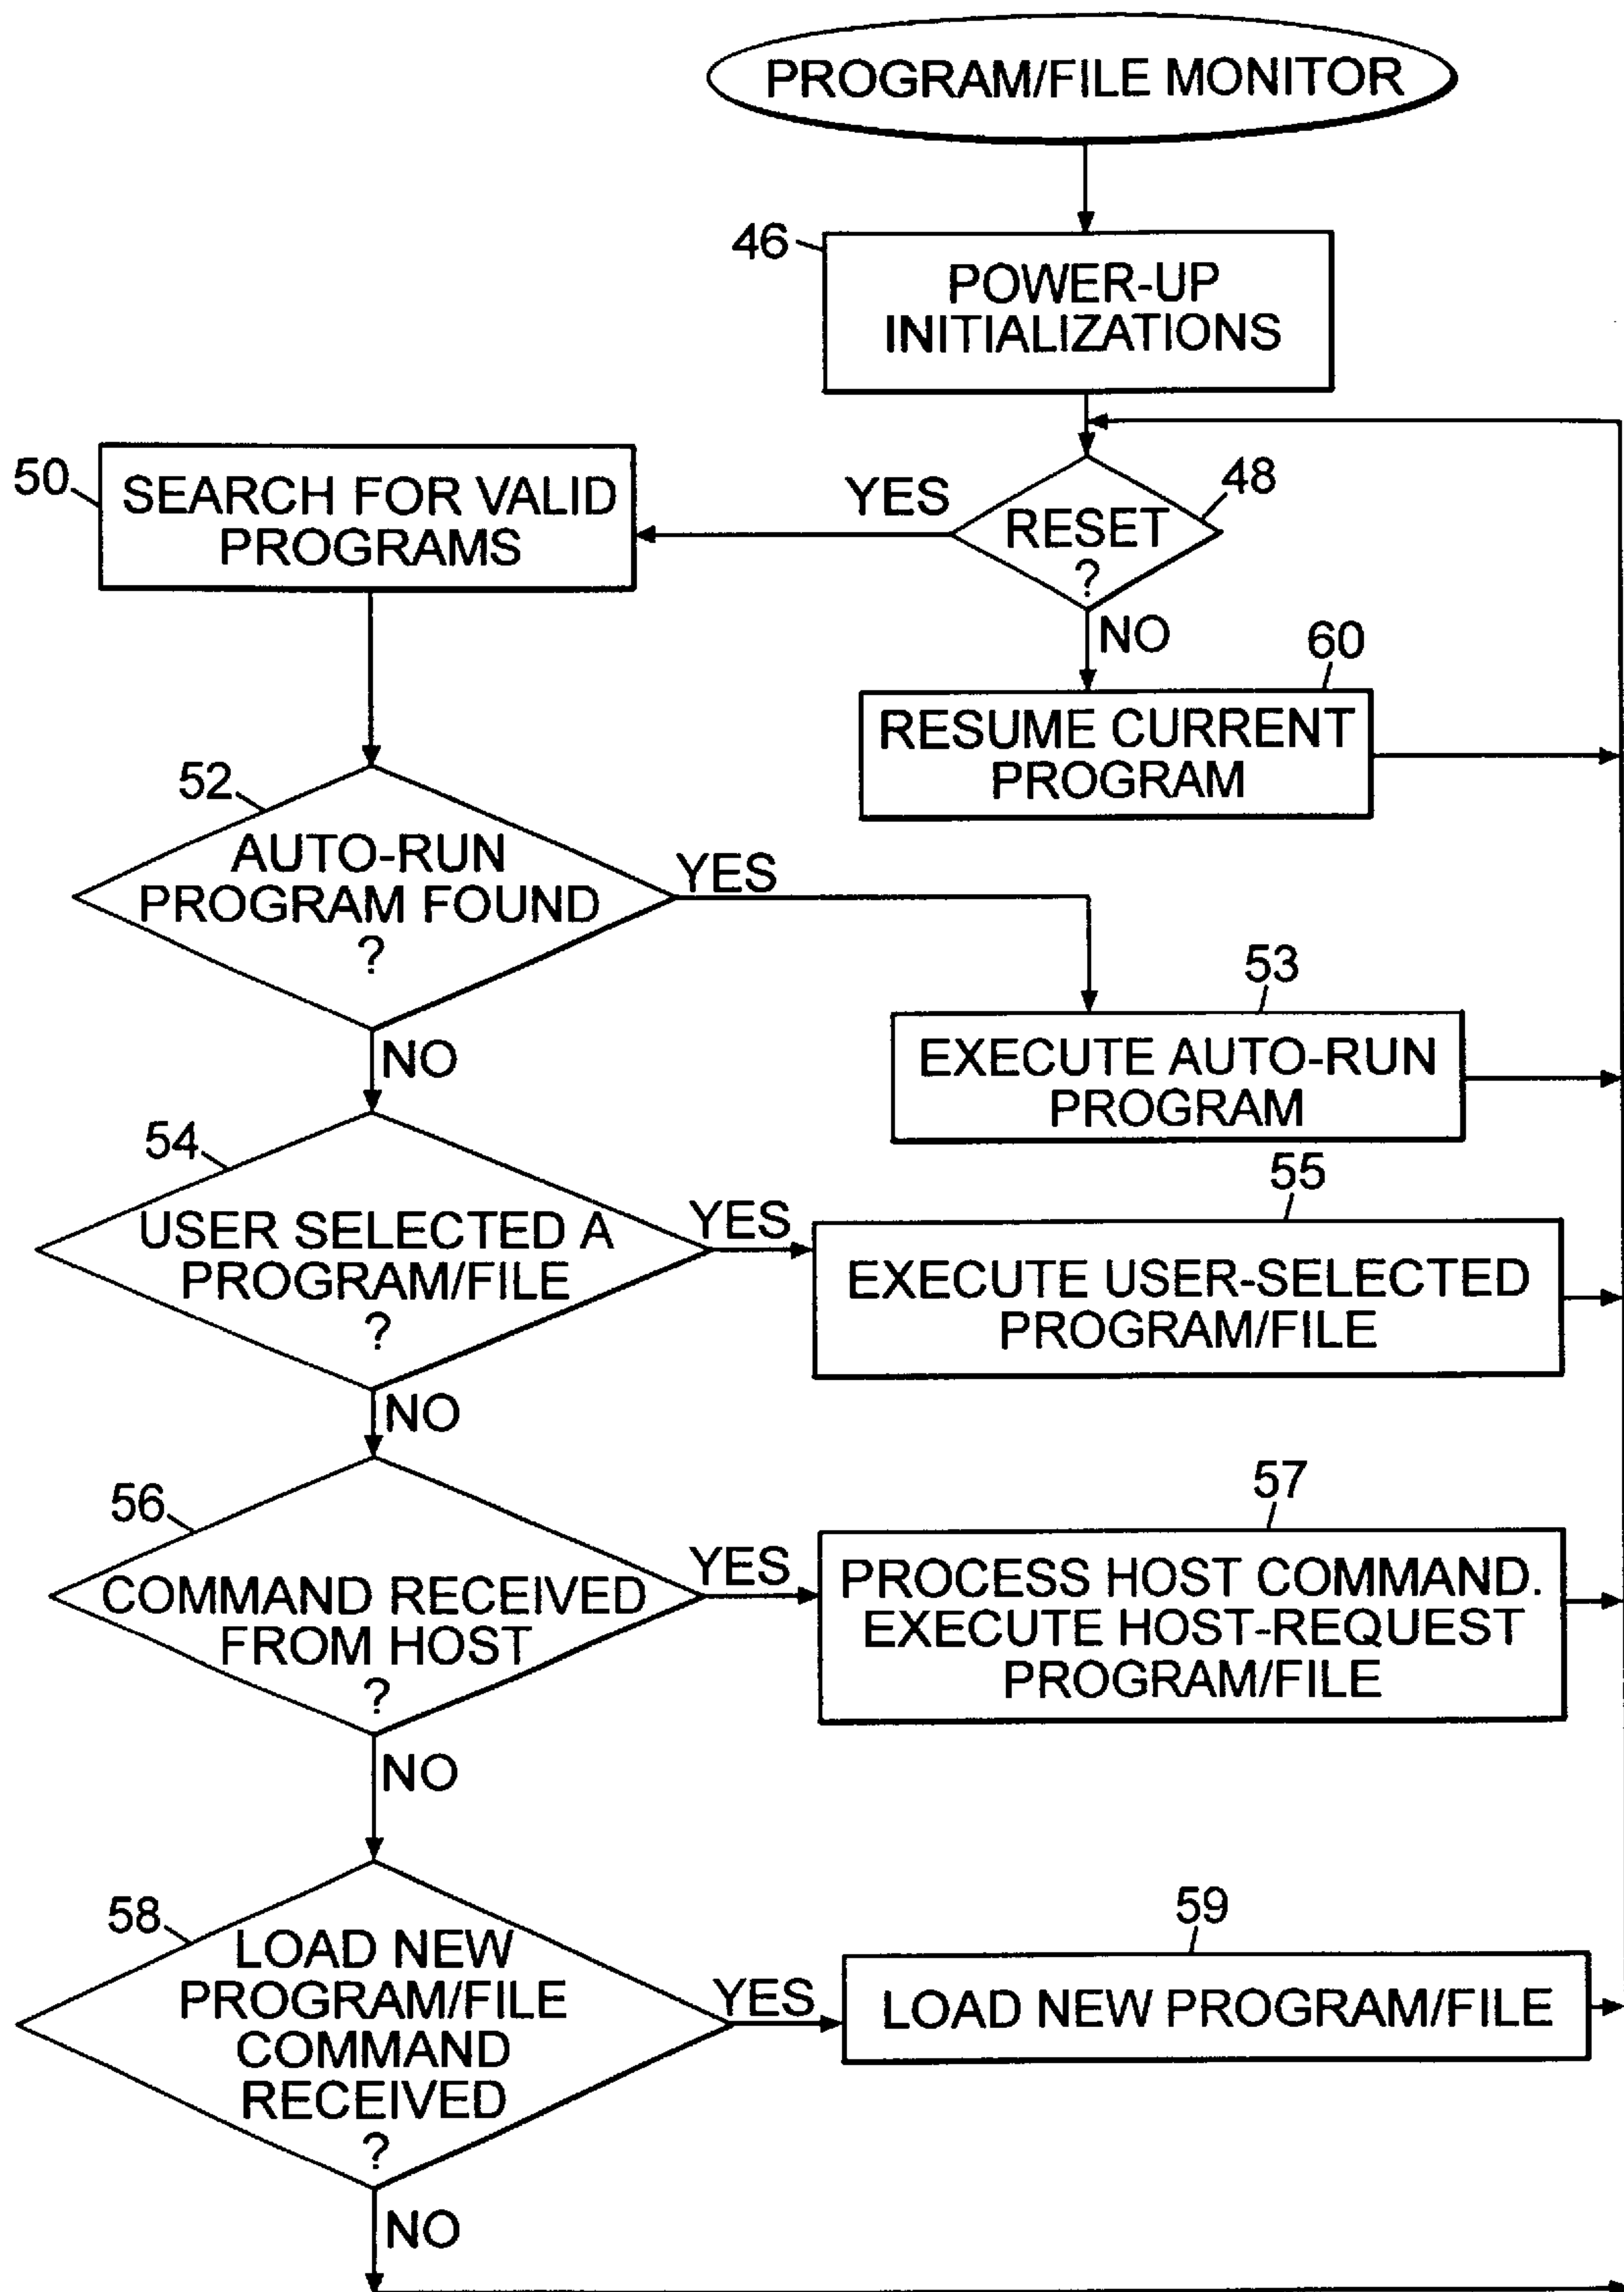 PROGRAM/FILE MONITOR
46
POWER-UP
INITIALIZATIONS
50
SEARCH FOR VALID
PROGRAMS
YES
48
RESET
?
NO
60
RESUME CURRENT
PROGRAM
52
AUTO-RUN
PROGRAM FOUND
?
YES
NO
53
EXECUTE AUTO-RUN
PROGRAM
54
USER SELECTED A
PROGRAM/FILE
?
YES
NO
55
EXECUTE USER-SELECTED
PROGRAM/FILE
56
COMMAND RECEIVED
FROM HOST
?
YES
NO
57
PROCESS HOST COMMAND.
EXECUTE HOST-REQUEST
PROGRAM/FILE
58
LOAD NEW
PROGRAM/FILE
COMMAND
RECEIVED
?
YES
NO
59
LOAD NEW PROGRAM/FILE